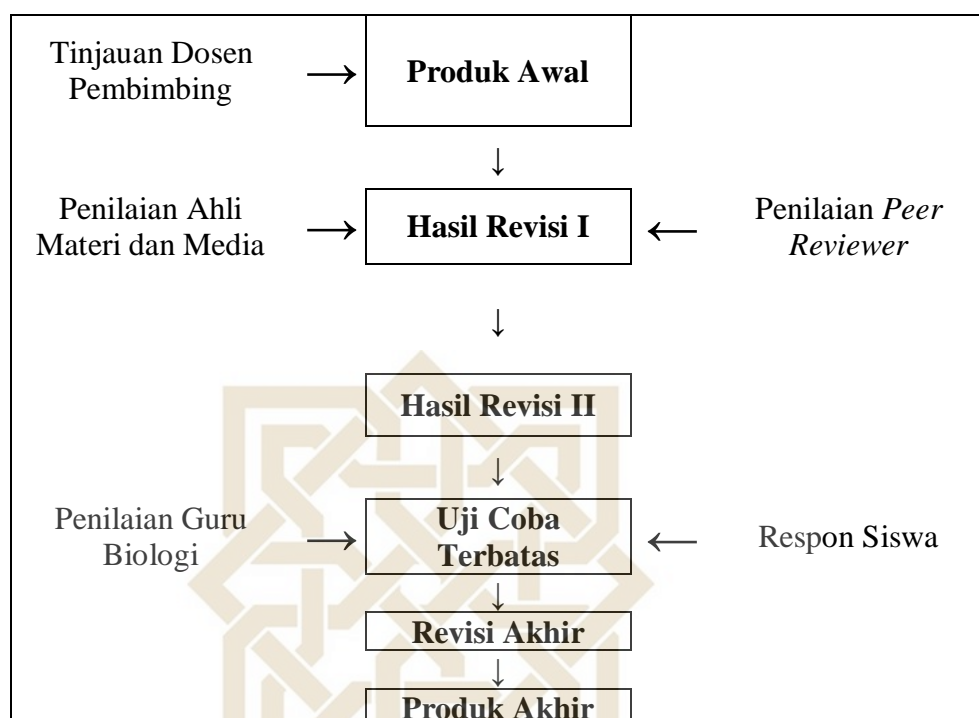 Tinjauan Dosen
Pembimbing
→
Produk Awal
↓
Penilaian Ahli
Materi dan Media
→
Hasil Revisi I
←
Penilaian Peer
Reviewer
↓
Hasil Revisi II
↓
Penilaian Guru
Biologi
→
Uji Coba
Terbatas
←
Respon Siswa
↓
Revisi Akhir
↓
Produk Akhir